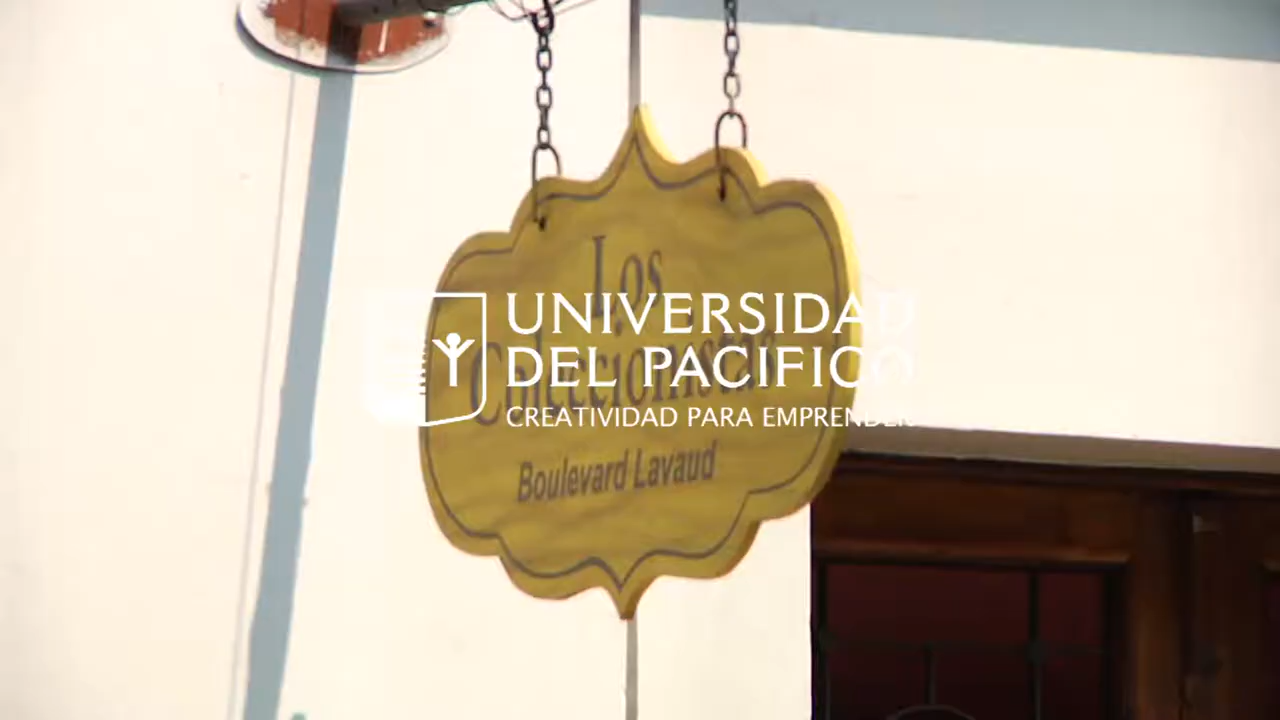 Los
Coleccionistas
Boulevard Lavaud
UNIVERSIDAD
DEL PACIFICO
CREATIVIDAD PARA EMPRENDER